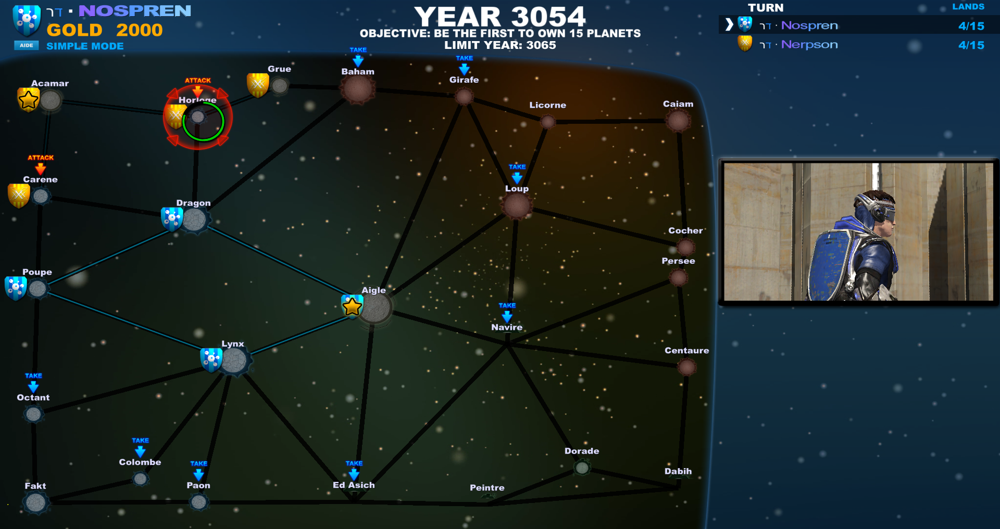 ךד · NOSPREN
GOLD 2000
AIDE SIMPLE MODE
YEAR 3054
OBJECTIVE: BE THE FIRST TO OWN 15 PLANETS
LIMIT YEAR: 3065
TURN LANDS
ךד · Nospren 4/15
ךד · Nerpson 4/15
TAKE
Baham
TAKE
Girafe
Grue
Acamar
ATTACK
Horloge
Licorne
Caiam
ATTACK
Carene
TAKE
Loup
Dragon
Cocher
Persee
Poupe
Aigle
TAKE
Navire
Lynx
Centaure
TAKE
Octant
TAKE
Colombe
Dorade
TAKE
Paon
TAKE
Ed Asich
Dabih
Fakt
Peintre